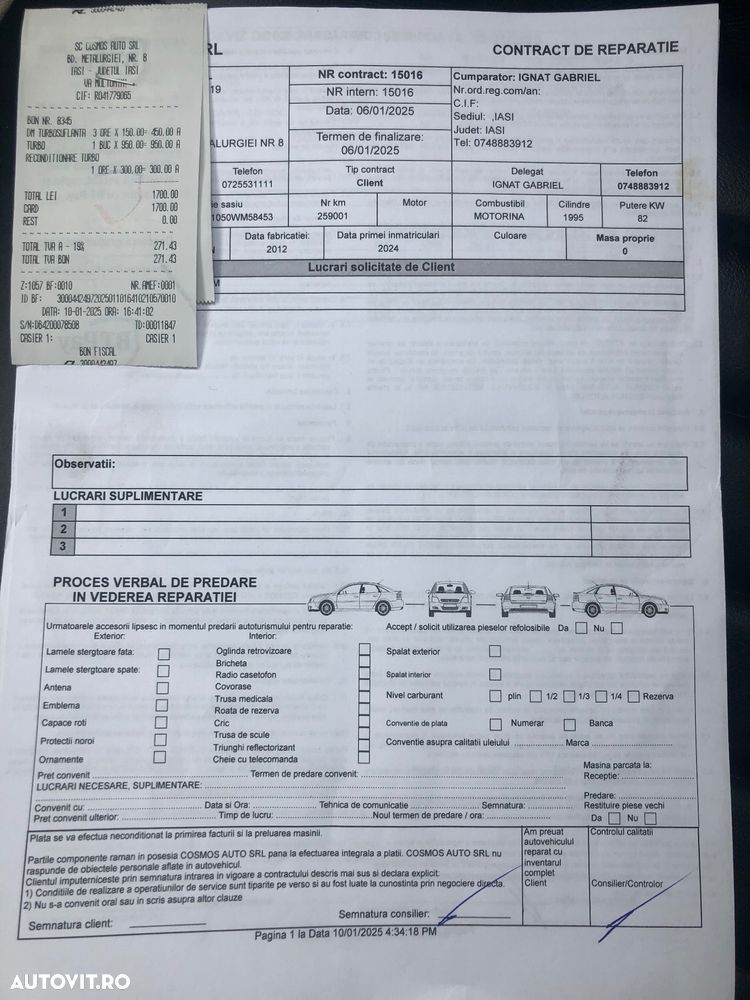 SC COSMOS AUTO SRL
BD. METALURGIEI, NR. 8
IASI - JUDETUL IASI
VA MULTUMIM
CIF: RO41779065
BON NR. 8345
DM TURBOSUFLANTA 3 ORE X 150.00= 450.00 A
TURBO 1 BUC X 950.00= 950.00 A
RECONDITIONARE TURBO
1 ORE X 300.00= 300.00 A
TOTAL LEI 1700.00
CARD 1700.00
REST 0.00
TOTAL TVA A - 19% 271.43
TOTAL TVA BON 271.43
Z:1057 BF:0010 NR.AMEF:0001
ID BF: 30004424972025011016410210570010
DATA: 10-01-2025 ORA: 16:41:02
S/N:DB4200078508 TD:00011847
CASIER 1: CASIER 1
BON FISCAL
3000442497
RL CONTRACT DE REPARATIE
19
ALURGIEI NR 8
NR contract: 15016
NR intern: 15016
Data: 06/01/2025
Termen de finalizare:
06/01/2025
Cumparator: IGNAT GABRIEL
Nr.ord.reg.com/an:
C.I.F:
Sediul: ,IASI
Judet: IASI
Tel: 0748883912
Telefon Tip contract Delegat Telefon
0725531111 Client IGNAT GABRIEL 0748883912
ie sasiu Nr km Motor Combustibil Cilindre Putere KW
1050WM58453 259001 MOTORINA 1995 82
Data fabricatiei: Data primei inmatriculari Culoare Masa proprie
2012 2024 0
Lucrari solicitate de Client
Observatii:
LUCRARI SUPLIMENTARE
1
2
3
PROCES VERBAL DE PREDARE
IN VEDEREA REPARATIEI
Urmatoarele accesorii lipsesc in momentul predarii autoturismului pentru reparatie: Accept / solicit utilizarea pieselor refolosibile Da Nu
Exterior: Interior:
Lamele stergtoare fata: Oglinda retrovizoare Spalat exterior
Bricheta
Lamele stergtoare spate: Radio casetofon Spalat interior
Covorase
Antena Trusa medicala Nivel carburant plin 1/2 1/3 1/4 Rezerva
Emblema Roata de rezerva
Capace roti Cric Conventie de plata Numerar Banca
Protectii noroi Trusa de scule Conventie asupra calitatii uleiului ................... Marca ..............................
Triunghi reflectorizant
Ornamente Cheie cu telecomanda
Masina parcata la:
Pret convenit ................................ Termen de predare convenit: ................................ Receptie: ................
LUCRARI NECESARE, SUPLIMENTARE: ................................
Predare: ................
Convenit cu: ................ Data si Ora: ................ Tehnica de comunicatie ................ Semnatura: ................ Restituire piese vechi
Pret convenit ulterior: ................ Timp de lucru: ................ Noul termen de predare / ora: ................ Da Nu
Plata se va efectua neconditionat la primirea facturii si la preluarea masinii.
Partile componente raman in posesia COSMOS AUTO SRL pana la efectuarea integrala a platii. COSMOS AUTO SRL nu
raspunde de obiectele personale aflate in autovehicul.
Clientul imputerniceste prin semnatura intrarea in vigoare a contractului descris mai sus si declara explicit:
1) Conditiile de realizare a operatiunilor de service sunt tiparite pe verso si au fost luate la cunostinta prin negociere directa.
2) Nu s-a convenit oral sau in scris asupra altor clauze
Semnatura client: Semnatura consilier:
Am preuat
autovehicului
reparat cu
inventarul
complet
Client
Controlul calitatii
Consilier/Controlor
Pagina 1 la Data 10/01/2025 4:34:18 PM
AUTOVIT.RO